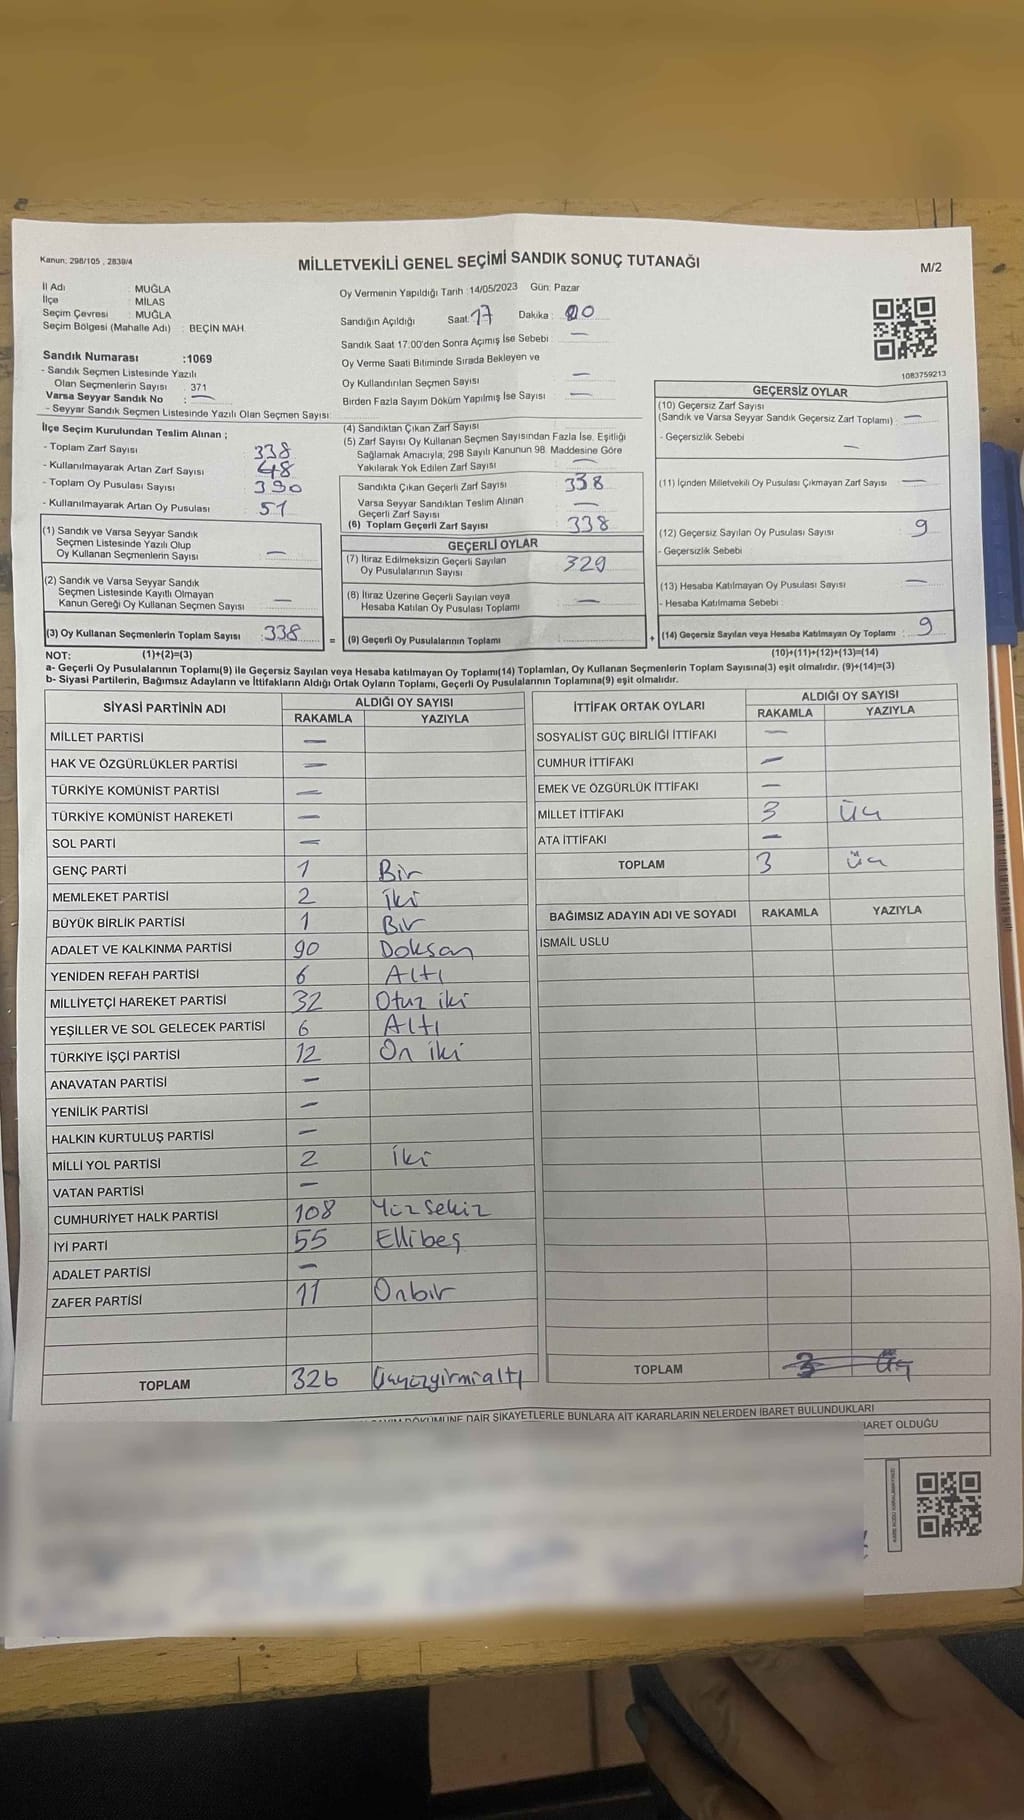 Kanun: 298/105 , 2839/4
MİLLETVEKİLİ GENEL SEÇİMİ SANDIK SONUÇ TUTANAĞI
M/2
İl Adı : MUĞLA
İlçe : MİLAS
Seçim Çevresi : MUĞLA
Seçim Bölgesi (Mahalle Adı) : BEÇİN MAH.
Sandık Numarası :1069
- Sandık Seçmen Listesinde Yazılı
Olan Seçmenlerin Sayısı : 371
Varsa Seyyar Sandık No : —
- Seyyar Sandık Seçmen Listesinde Yazılı Olan Seçmen Sayısı:
Oy Vermenin Yapıldığı Tarih :14/05/2023 Gün: Pazar
Sandığın Açıldığı Saat: 17 Dakika : 00
Sandık Saat 17:00'den Sonra Açımış İse Sebebi —
Oy Verme Saati Bitiminde Sırada Bekleyen ve
Oy Kullandırılan Seçmen Sayısı —
Birden Fazla Sayım Döküm Yapılmış İse Sayısı —
1083759213
İlçe Seçim Kurulundan Teslim Alınan ;
- Toplam Zarf Sayısı : 338
- Kullanılmayarak Artan Zarf Sayısı : 48
- Toplam Oy Pusulası Sayısı : 390
- Kullanılmayarak Artan Oy Pusulası : 51
(1) Sandık ve Varsa Seyyar Sandık
Seçmen Listesinde Yazılı Olup
Oy Kullanan Seçmenlerin Sayısı : —
(2) Sandık ve Varsa Seyyar Sandık
Seçmen Listesinde Kayıtlı Olmayan
Kanun Gereği Oy Kullanan Seçmen Sayısı : —
(3) Oy Kullanan Seçmenlerin Toplam Sayısı :338
(4) Sandıktan Çıkan Zarf Sayısı
(5) Zarf Sayısı Oy Kullanan Seçmen Sayısından Fazla İse, Eşitliği
Sağlamak Amacıyla; 298 Sayılı Kanunun 98. Maddesine Göre
Yakılarak Yok Edilen Zarf Sayısı —
Sandıkta Çıkan Geçerli Zarf Sayısı 338
Varsa Seyyar Sandıktan Teslim Alınan
Geçerli Zarf Sayısı —
(6) Toplam Geçerli Zarf Sayısı 338
GEÇERLİ OYLAR
(7) İtiraz Edilmeksizin Geçerli Sayılan
Oy Pusulalarının Sayısı 329
(8) İtiraz Üzerine Geçerli Sayılan veya
Hesaba Katılan Oy Pusulası Toplamı —
= (9) Geçerli Oy Pusulalarının Toplamı
GEÇERSİZ OYLAR
(10) Geçersiz Zarf Sayısı
(Sandık ve Varsa Seyyar Sandık Geçersiz Zarf Toplamı) : —
- Geçersizlik Sebebi —
(11) İçinden Milletvekili Oy Pusulası Çıkmayan Zarf Sayısı —
(12) Geçersiz Sayılan Oy Pusulası Sayısı 9
- Geçersizlik Sebebi
(13) Hesaba Katılmayan Oy Pusulası Sayısı —
- Hesaba Katılmama Sebebi :
+ (14) Geçersiz Sayılan veya Hesaba Katılmayan Oy Toplamı : 9
NOT: (1)+(2)=(3) (10)+(11)+(12)+(13)=(14)
a- Geçerli Oy Pusulalarının Toplamı(9) ile Geçersiz Sayılan veya Hesaba katılmayan Oy Toplamı(14) Toplamları, Oy Kullanan Seçmenlerin Toplam Sayısına(3) eşit olmalıdır. (9)+(14)=(3)
b- Siyasi Partilerin, Bağımsız Adayların ve İttifakların Aldığı Ortak Oyların Toplamı, Geçerli Oy Pusulalarının Toplamına(9) eşit olmalıdır.
SİYASİ PARTİNİN ADI ALDIĞI OY SAYISI
RAKAMLA YAZIYLA
MİLLET PARTİSİ —
HAK VE ÖZGÜRLÜKLER PARTİSİ —
TÜRKİYE KOMÜNİST PARTİSİ —
TÜRKİYE KOMÜNİST HAREKETİ —
SOL PARTİ —
GENÇ PARTİ 1 Bir
MEMLEKET PARTİSİ 2 İki
BÜYÜK BİRLİK PARTİSİ 1 Bir
ADALET VE KALKINMA PARTİSİ 90 Doksan
YENİDEN REFAH PARTİSİ 6 Altı
MİLLİYETÇİ HAREKET PARTİSİ 32 Otuz iki
YEŞİLLER VE SOL GELECEK PARTİSİ 6 Altı
TÜRKİYE İŞÇİ PARTİSİ 12 On iki
ANAVATAN PARTİSİ —
YENİLİK PARTİSİ —
HALKIN KURTULUŞ PARTİSİ —
MİLLİ YOL PARTİSİ 2 İki
VATAN PARTİSİ —
CUMHURİYET HALK PARTİSİ 108 Yüz sekiz
İYİ PARTİ 55 Ellibeş
ADALET PARTİSİ —
ZAFER PARTİSİ 11 Onbir
TOPLAM 326 Üçyüzyirmialtı
İTTİFAK ORTAK OYLARI ALDIĞI OY SAYISI
RAKAMLA YAZIYLA
SOSYALİST GÜÇ BİRLİĞİ İTTİFAKI —
CUMHUR İTTİFAKI —
EMEK VE ÖZGÜRLÜK İTTİFAKI —
MİLLET İTTİFAKI 3 Üç
ATA İTTİFAKI —
TOPLAM 3 üç
BAĞIMSIZ ADAYIN ADI VE SOYADI RAKAMLA YAZIYLA
İSMAİL USLU
TOPLAM 3 Üç
DÖKÜMÜNE DAİR ŞİKAYETLERLE BUNLARA AİT KARARLARIN NELERDEN İBARET BULUNDUKLARI
İBARET OLDUĞU